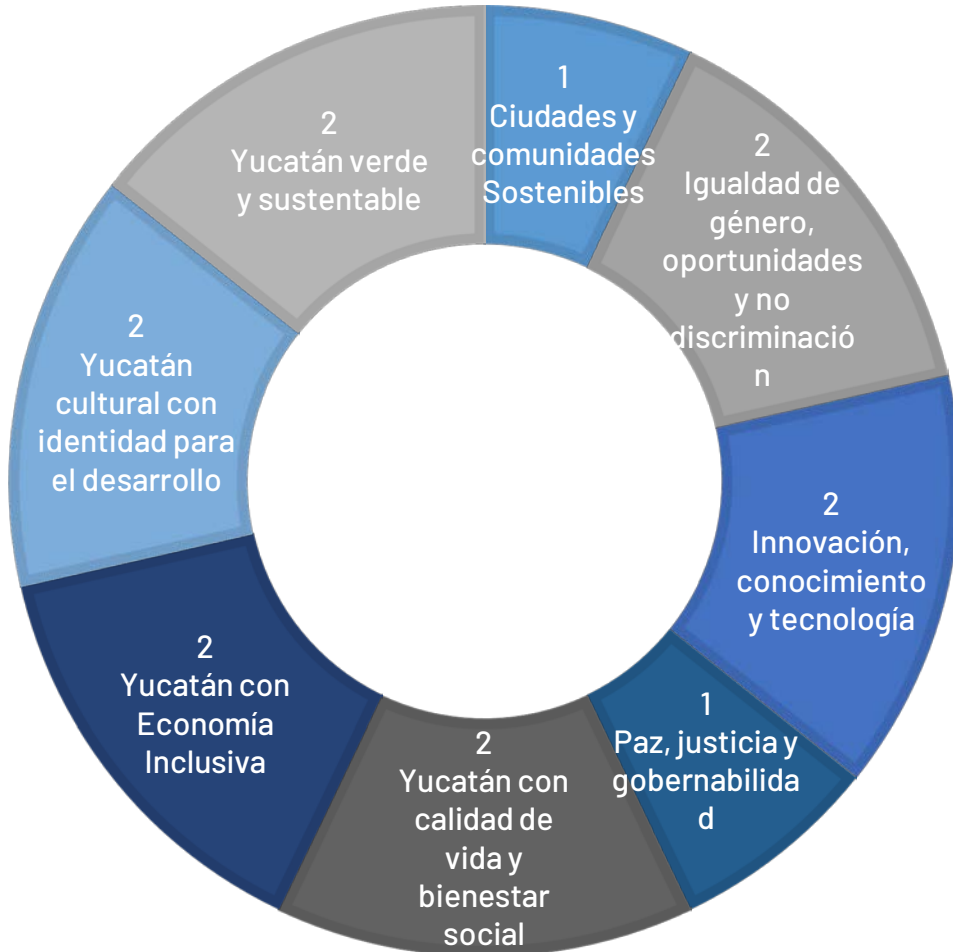 1
Ciudades y
comunidades
Sostenibles
2
Igualdad de
género,
oportunidades
y no
discriminació
n
2
Innovación,
conocimiento
y tecnología
1
Paz, justicia y
gobernabilida
d
2
Yucatán con
calidad de
vida y
bienestar
social
2
Yucatán con
Economía
Inclusiva
2
Yucatán
cultural con
identidad para
el desarrollo
2
Yucatán verde
y sustentable